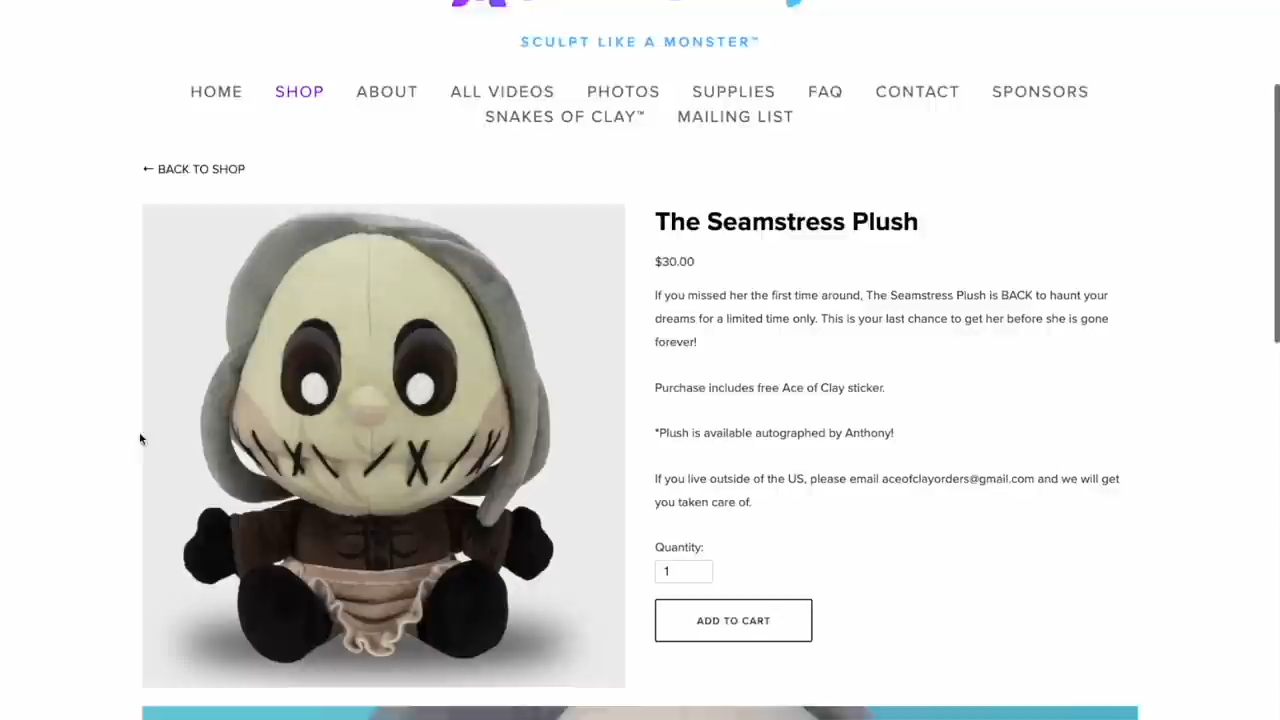 SCULPT LIKE A MONSTER™
HOME SHOP ABOUT ALL VIDEOS PHOTOS SUPPLIES FAQ CONTACT SPONSORS
SNAKES OF CLAY™ MAILING LIST
← BACK TO SHOP
The Seamstress Plush
$30.00
If you missed her the first time around, The Seamstress Plush is BACK to haunt your
dreams for a limited time only. This is your last chance to get her before she is gone
forever!
Purchase includes free Ace of Clay sticker.
*Plush is available autographed by Anthony!
If you live outside of the US, please email aceofclayorders@gmail.com and we will get
you taken care of.
Quantity:
1
ADD TO CART